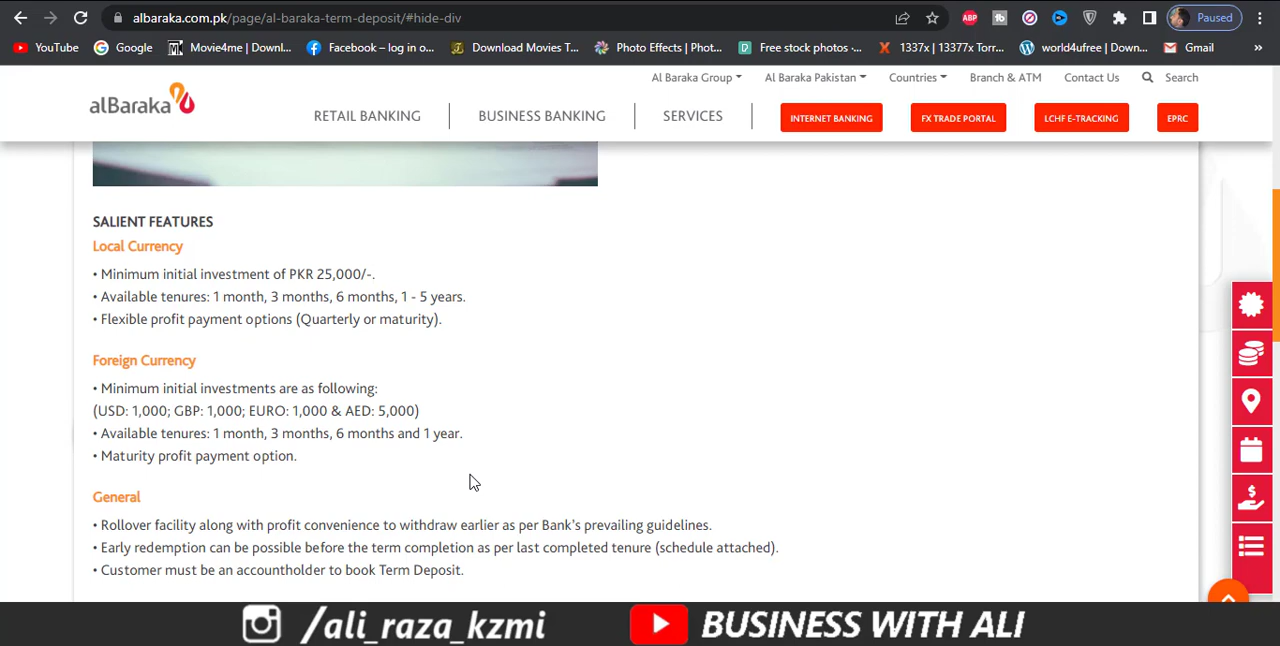 albaraka.com.pk/page/al-baraka-term-deposit/#hide-div
ABP
Paused
YouTube
Google
Movie4me | Downl...
Facebook – log in o...
Download Movies T...
Photo Effects | Phot...
Free stock photos ·...
1337x | 13377x Torr...
world4ufree | Down...
Gmail
»
Al Baraka Group
Al Baraka Pakistan
Countries
Branch & ATM
Contact Us
Search
alBaraka
RETAIL BANKING
BUSINESS BANKING
SERVICES
INTERNET BANKING
FX TRADE PORTAL
LCHF E-TRACKING
EPRC
SALIENT FEATURES
Local Currency
• Minimum initial investment of PKR 25,000/-.
• Available tenures: 1 month, 3 months, 6 months, 1 - 5 years.
• Flexible profit payment options (Quarterly or maturity).
Foreign Currency
• Minimum initial investments are as following:
(USD: 1,000; GBP: 1,000; EURO: 1,000 & AED: 5,000)
• Available tenures: 1 month, 3 months, 6 months and 1 year.
• Maturity profit payment option.
General
• Rollover facility along with profit convenience to withdraw earlier as per Bank's prevailing guidelines.
• Early redemption can be possible before the term completion as per last completed tenure (schedule attached).
• Customer must be an accountholder to book Term Deposit.
/ali_raza_kzmi
BUSINESS WITH ALI